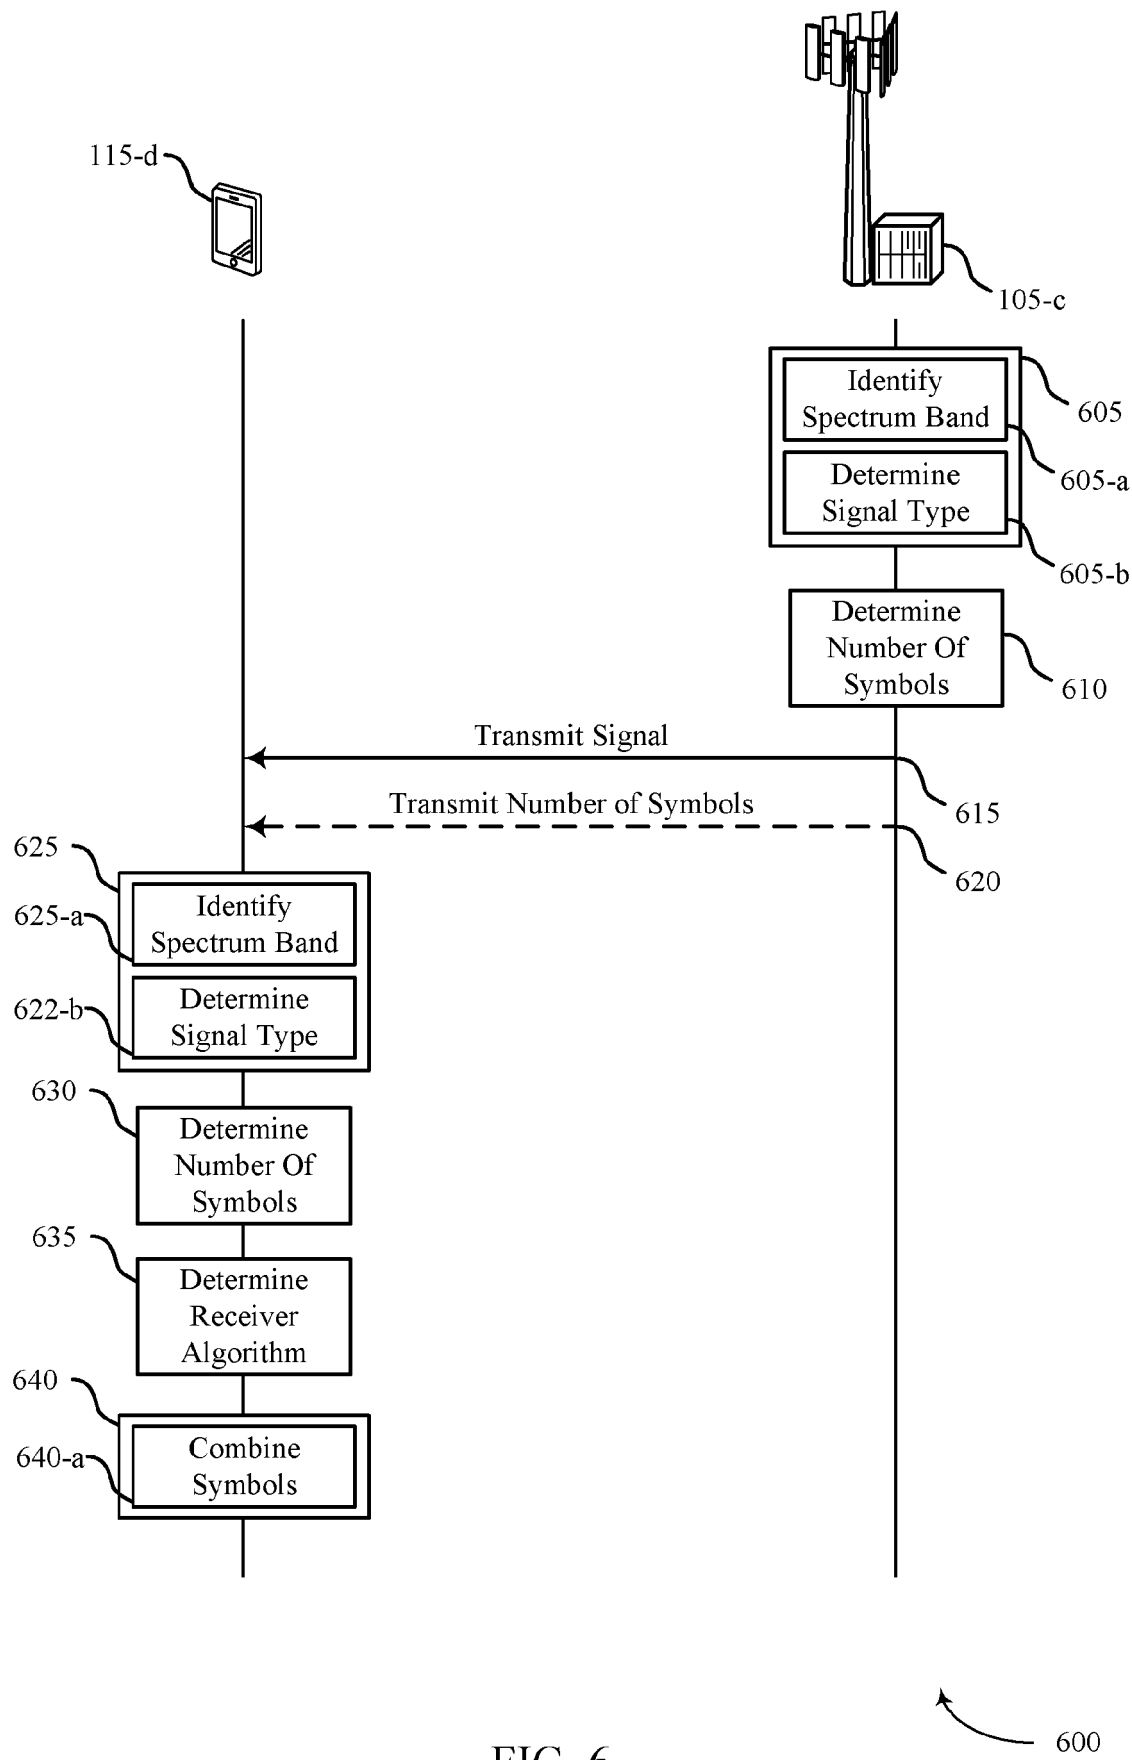 115-d
105-c
Identify
Spectrum Band
605
605-a
Determine
Signal Type
605-b
Determine
Number Of
Symbols
610
Transmit Signal
615
Transmit Number of Symbols
620
625
Identify
Spectrum Band
625-a
Determine
Signal Type
622-b
630
Determine
Number Of
Symbols
635
Determine
Receiver
Algorithm
640
Combine
Symbols
640-a
600
FIG. 6